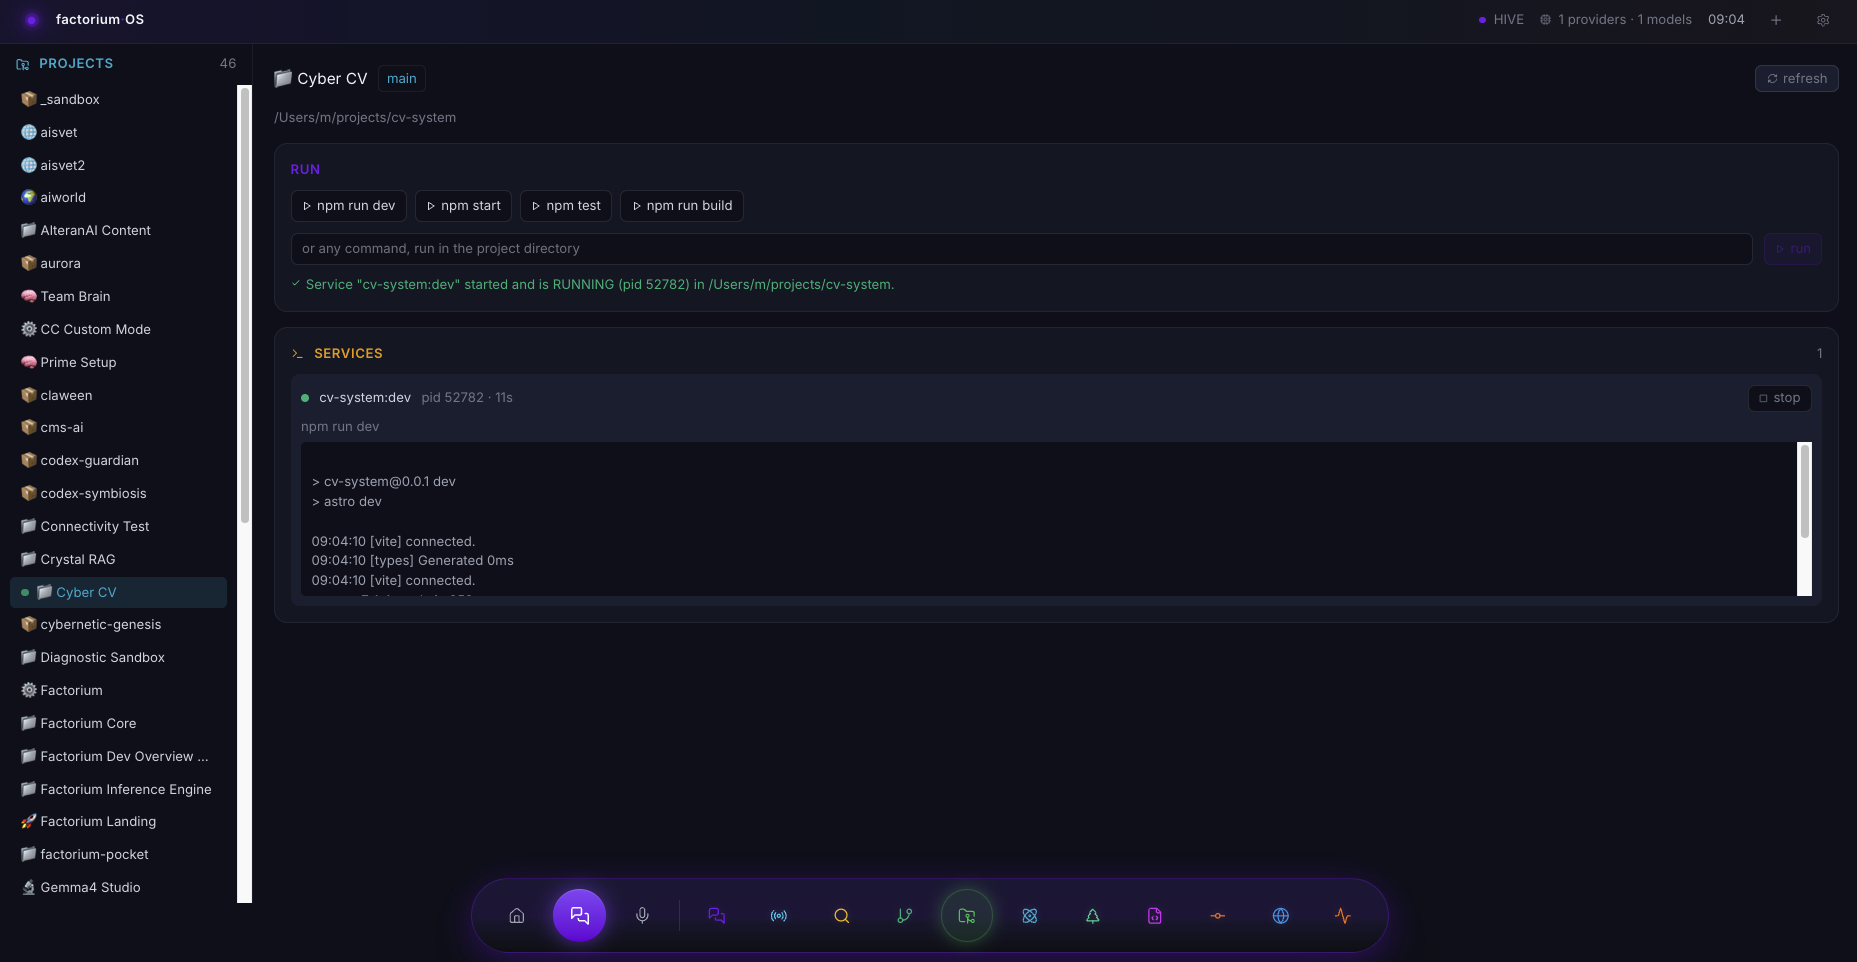 factorium·OS
HIVE
1 providers · 1 models
09:04
PROJECTS
46
_sandbox
aisvet
aisvet2
aiworld
AlteranAI Content
aurora
Team Brain
CC Custom Mode
Prime Setup
claween
cms-ai
codex-guardian
codex-symbiosis
Connectivity Test
Crystal RAG
Cyber CV
cybernetic-genesis
Diagnostic Sandbox
Factorium
Factorium Core
Factorium Dev Overview ...
Factorium Inference Engine
Factorium Landing
factorium-pocket
Gemma4 Studio
Cyber CV
main
refresh
/Users/m/projects/cv-system
RUN
npm run dev
npm start
npm test
npm run build
or any command, run in the project directory
run
Service "cv-system:dev" started and is RUNNING (pid 52782) in /Users/m/projects/cv-system.
SERVICES
1
cv-system:dev
pid 52782 · 11s
stop
npm run dev
> cv-system@0.0.1 dev
> astro dev
09:04:10 [vite] connected.
09:04:10 [types] Generated 0ms
09:04:10 [vite] connected.